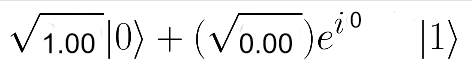 √1.00|0⟩ + (√0.00)e^{i0} |1⟩